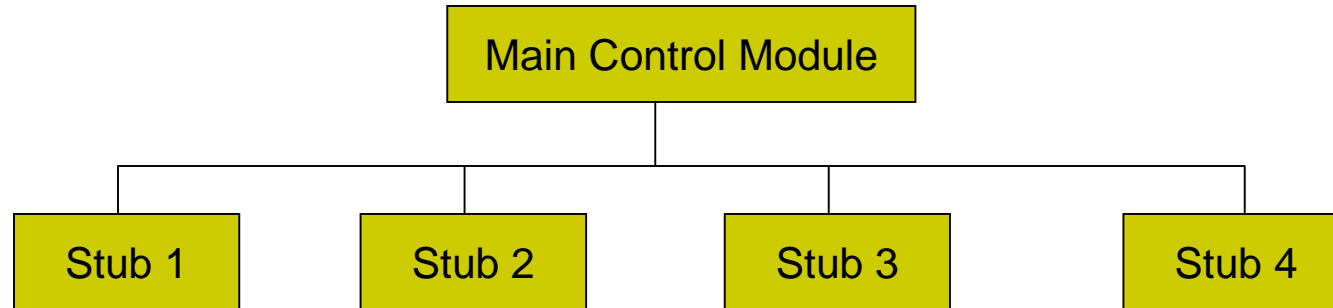 Main Control Module
Stub 1
Stub 2
Stub 3
Stub 4